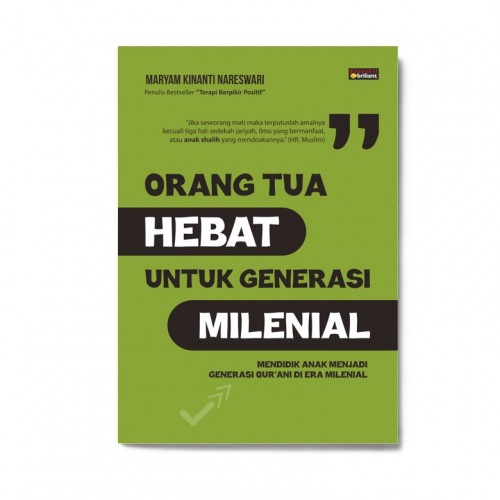 briliant
MARYAM KINANTI NARESWARI
Penulis Bestseller "Terapi Berpikir Positif"
"Jika seseorang mati maka terputuslah amalnya
kecuali tiga hal: sedekah jariyah, ilmu yang bermanfaat,
atau anak shalih yang mendoakannya." (HR. Muslim)
ORANG TUA
HEBAT
UNTUK GENERASI
MILENIAL
MENDIDIK ANAK MENJADI
GENERASI QUR'ANI DI ERA MILENIAL